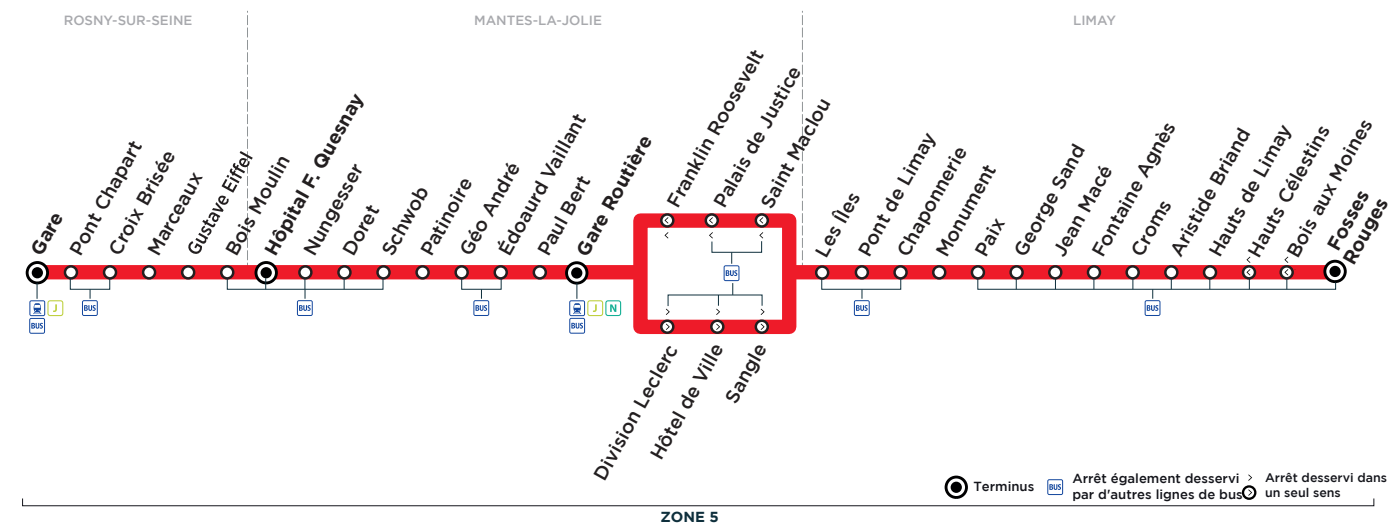 ROSNY-SUR-SEINE
MANTES-LA-JOLIE
LIMAY
Gare
Pont Chapart
Croix Brisée
Marceaux
Gustave Eiffel
Bois Moulin
Hôpital F. Quesnay
Nungesser
Doret
Schwob
Patinoire
Géo André
Édoaurd Vaillant
Paul Bert
Gare Routière
Franklin Roosevelt
Palais de Justice
Saint Maclou
Les Îles
Pont de Limay
Chaponnerie
Monument
Paix
George Sand
Jean Macé
Fontaine Agnès
Croms
Aristide Briand
Hauts de Limay
Hauts Célestins
Bois aux Moines
Fosses
Rouges
BUS
J
BUS
BUS
BUS
BUS
J
N
BUS
BUS
BUS
BUS
Division Leclerc
Hôtel de Ville
Sangle
Terminus
BUS
Arrêt également desservi
par d'autres lignes de bus
Arrêt desservi dans
un seul sens
ZONE 5